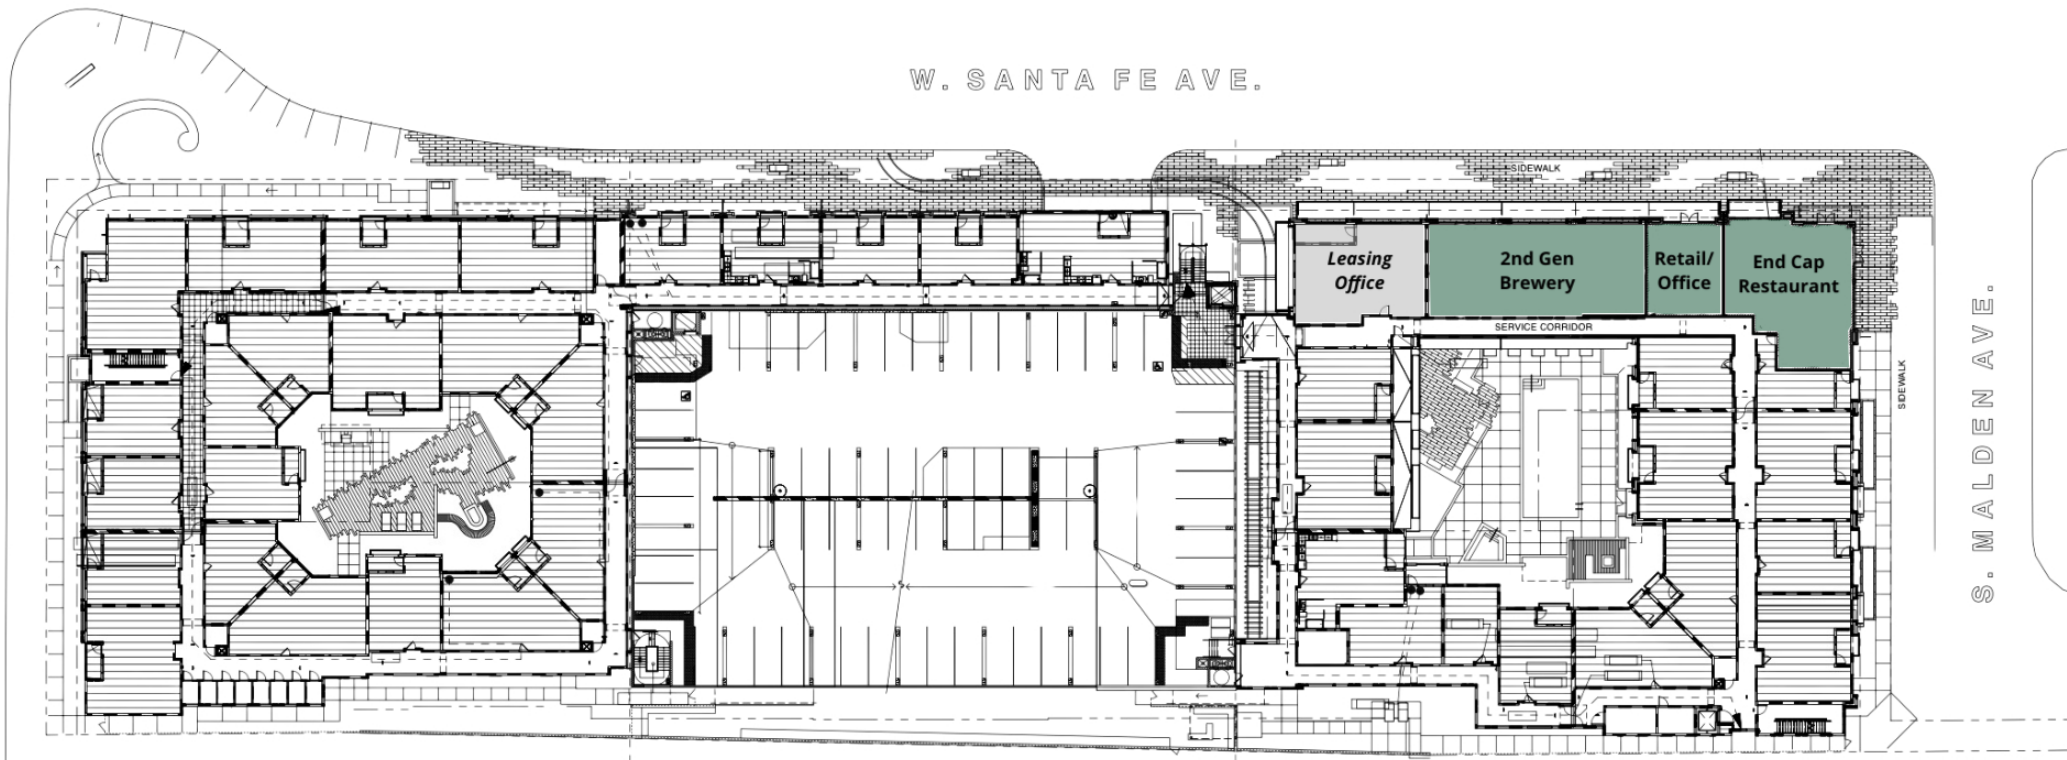 W. SANTA FE AVE.
SIDEWALK
Leasing
Office
2nd Gen
Brewery
Retail/
Office
End Cap
Restaurant
SERVICE CORRIDOR
SIDEWALK
S. MALDEN AVE.